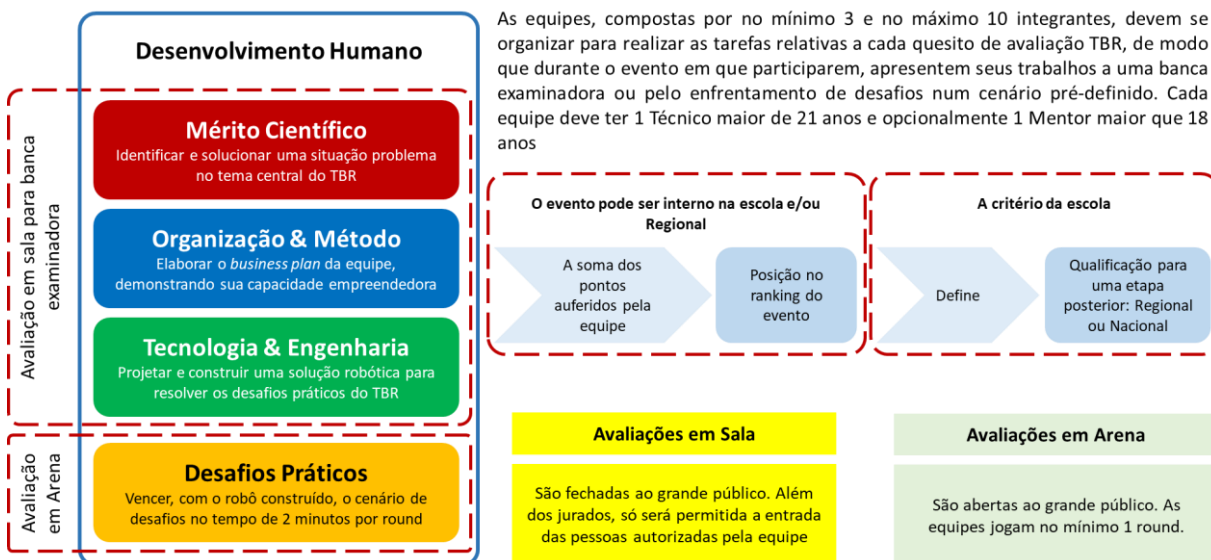 Desenvolvimento Humano
Avaliação em sala para banca
examinadora
Mérito Científico
Identificar e solucionar uma situação problema
no tema central do TBR
Organização & Método
Elaborar o business plan da equipe,
demonstrando sua capacidade empreendedora
Tecnologia & Engenharia
Projetar e construir uma solução robótica para
resolver os desafios práticos do TBR
Avaliação
em Arena
Desafios Práticos
Vencer, com o robô construído, o cenário de
desafios no tempo de 2 minutos por round
As equipes, compostas por no mínimo 3 e no máximo 10 integrantes, devem se
organizar para realizar as tarefas relativas a cada quesito de avaliação TBR, de modo
que durante o evento em que participarem, apresentem seus trabalhos a uma banca
examinadora ou pelo enfrentamento de desafios num cenário pré-definido. Cada
equipe deve ter 1 Técnico maior de 21 anos e opcionalmente 1 Mentor maior que 18
anos
O evento pode ser interno na escola e/ou
Regional
A soma dos
pontos
auferidos pela
equipe
Posição no
ranking do
evento
A critério da escola
Define
Qualificação para
uma etapa
posterior: Regional
ou Nacional
Avaliações em Sala
São fechadas ao grande público. Além
dos jurados, só será permitida a entrada
das pessoas autorizadas pela equipe
Avaliações em Arena
São abertas ao grande público. As
equipes jogam no mínimo 1 round.